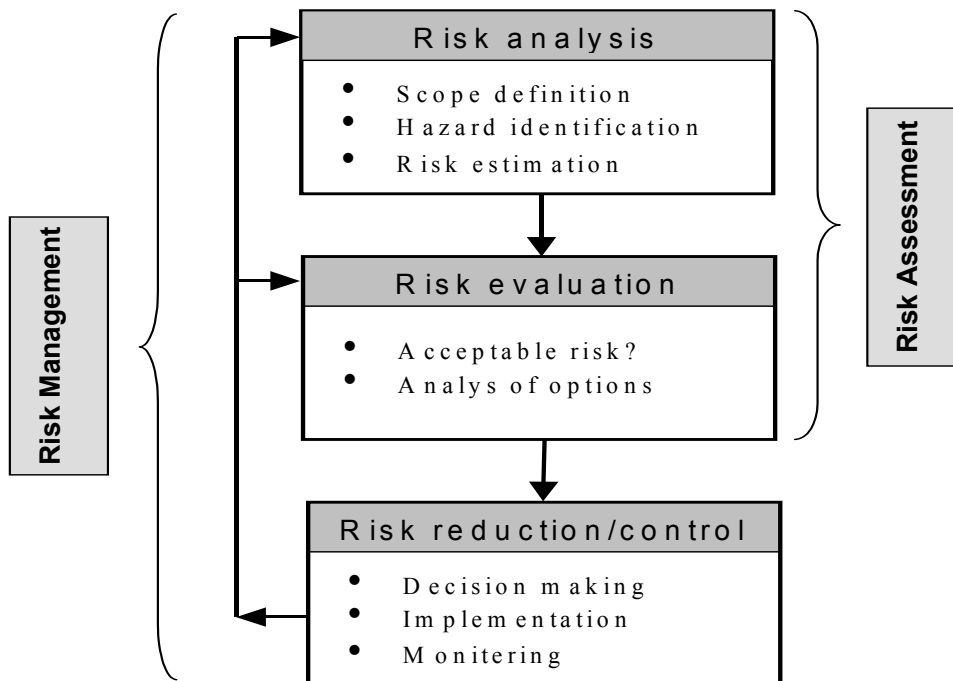 Risk analysis
• Scope definition
• Hazard identification
• Risk estimation
Risk Management
Risk Assessment
Risk evaluation
• Acceptable risk?
• Analys of options
Risk reduction/control
• Decision making
• Implementation
• Monitering